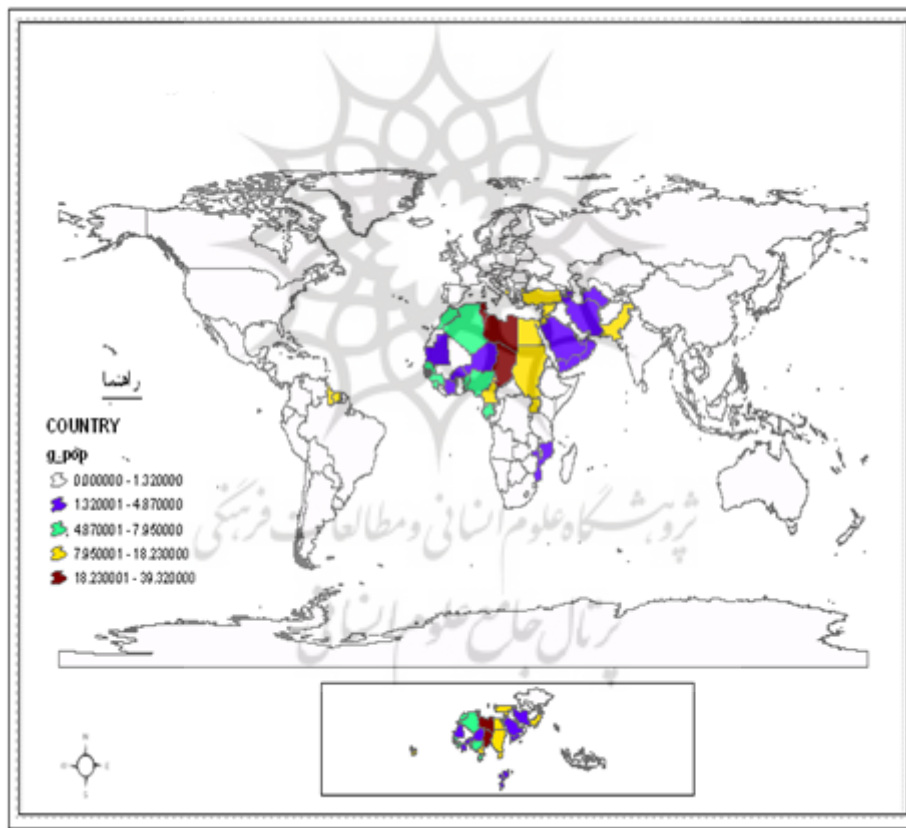 راهنما
COUNTRY
g_pop
0.000000 - 1.320000
1.320001 - 4.870000
4.870001 - 7.950000
7.950001 - 18.230000
18.230001 - 39.320000
پژوهشگاه علوم انسانی و مطالعات فرهنگی
پرتال جامع علوم انسانی
N
E
S